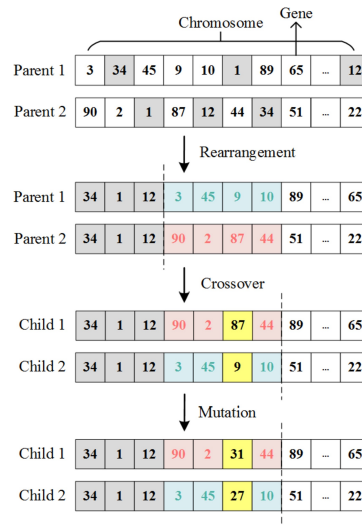 Chromosome Gene
Parent 1 3 34 45 9 10 1 89 65 ... 12
Parent 2 90 2 1 87 12 44 34 51 ... 22
Rearrangement
Parent 1 34 1 12 3 45 9 10 89 ... 65
Parent 2 34 1 12 90 2 87 44 51 ... 22
Crossover
Child 1 34 1 12 90 2 87 44 89 ... 65
Child 2 34 1 12 3 45 9 10 51 ... 22
Mutation
Child 1 34 1 12 90 2 31 44 89 ... 65
Child 2 34 1 12 3 45 27 10 51 ... 22